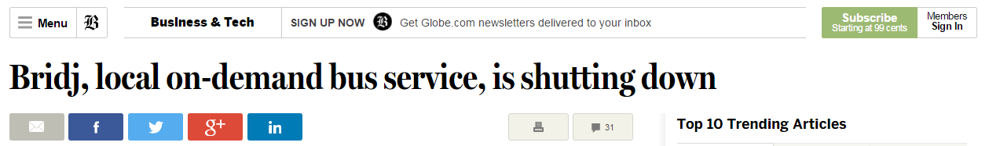 Menu B Business & Tech SIGN UP NOW B Get Globe.com newsletters delivered to your inbox Subscribe Starting at 99 cents Members Sign In
Bridj, local on-demand bus service, is shutting down
f g+ in 31
Top 10 Trending Articles